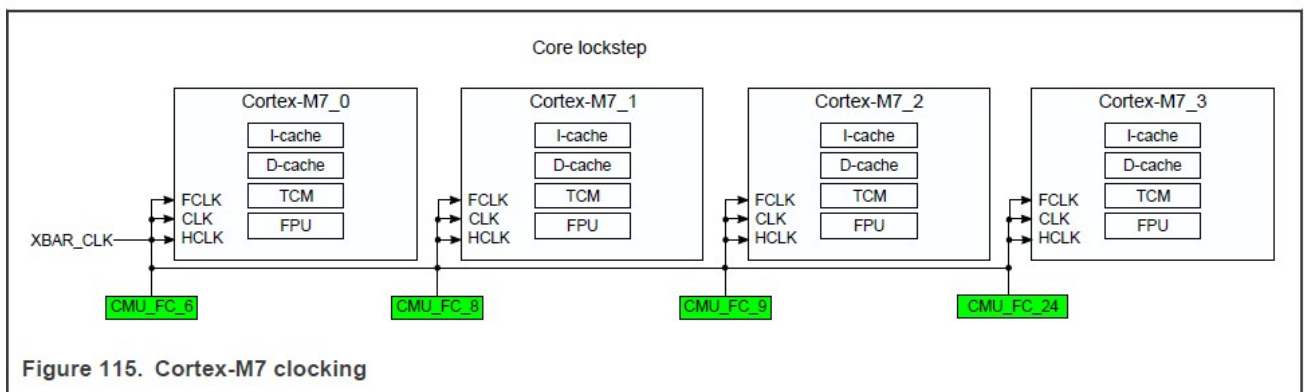 Core lockstep
Cortex-M7_0
I-cache
D-cache
TCM
FPU
FCLK
CLK
HCLK
Cortex-M7_1
I-cache
D-cache
TCM
FPU
FCLK
CLK
HCLK
Cortex-M7_2
I-cache
D-cache
TCM
FPU
FCLK
CLK
HCLK
Cortex-M7_3
I-cache
D-cache
TCM
FPU
FCLK
CLK
HCLK
XBAR_CLK
CMU_FC_6
CMU_FC_8
CMU_FC_9
CMU_FC_24
Figure 115. Cortex-M7 clocking